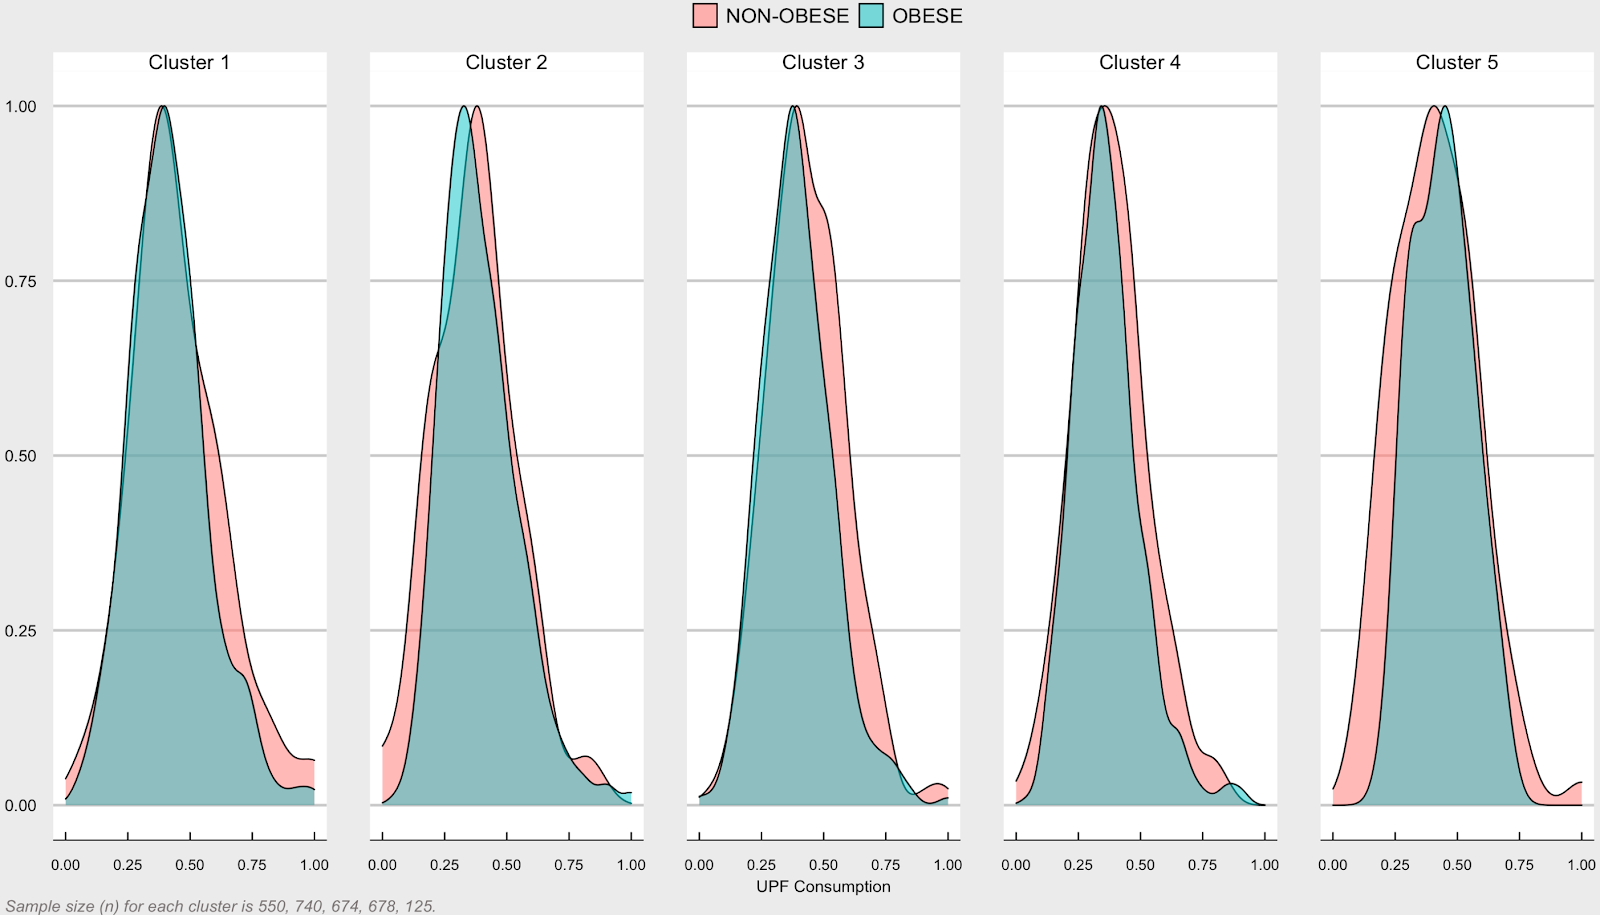 NON-OBESE OBESE
Cluster 1 Cluster 2 Cluster 3 Cluster 4 Cluster 5
1.00
0.75
0.50
0.25
0.00
0.00 0.25 0.50 0.75 1.00 0.00 0.25 0.50 0.75 1.00 0.00 0.25 0.50 0.75 1.00 0.00 0.25 0.50 0.75 1.00 0.00 0.25 0.50 0.75 1.00
UPF Consumption
Sample size (n) for each cluster is 550, 740, 674, 678, 125.